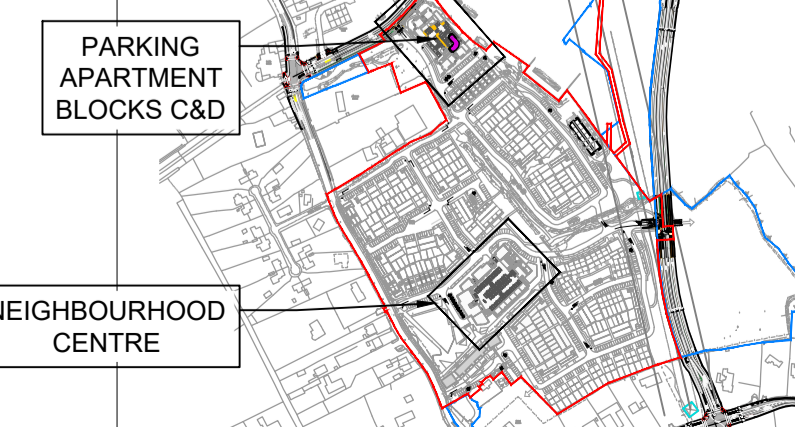 PARKING
APARTMENT
BLOCKS C&D
NEIGHBOURHOOD
CENTRE